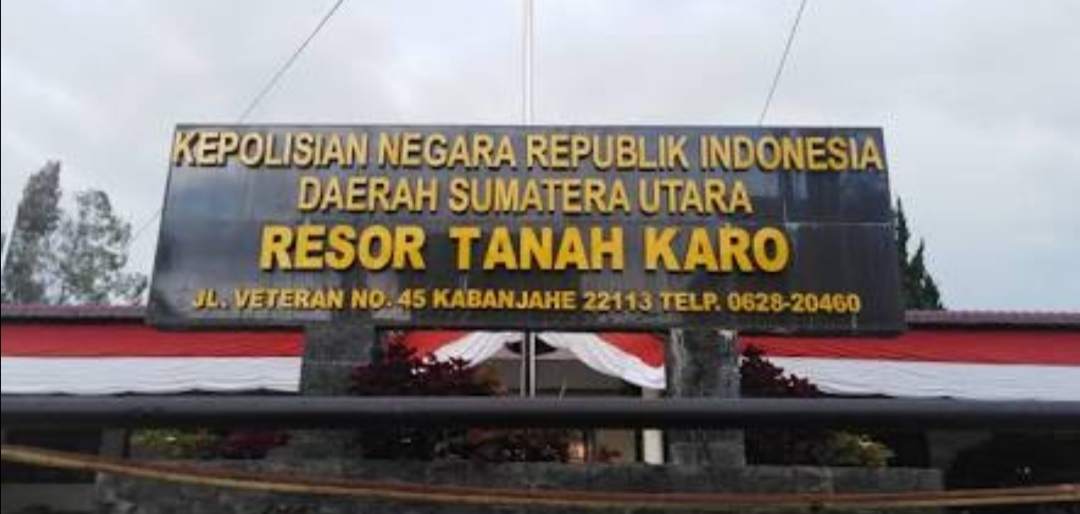 KEPOLISIAN NEGARA REPUBLIK INDONESIA
DAERAH SUMATERA UTARA
RESOR TANAH KARO
JL. VETERAN NO. 45 KABANJAHE 22113 TELP. 0628-20460